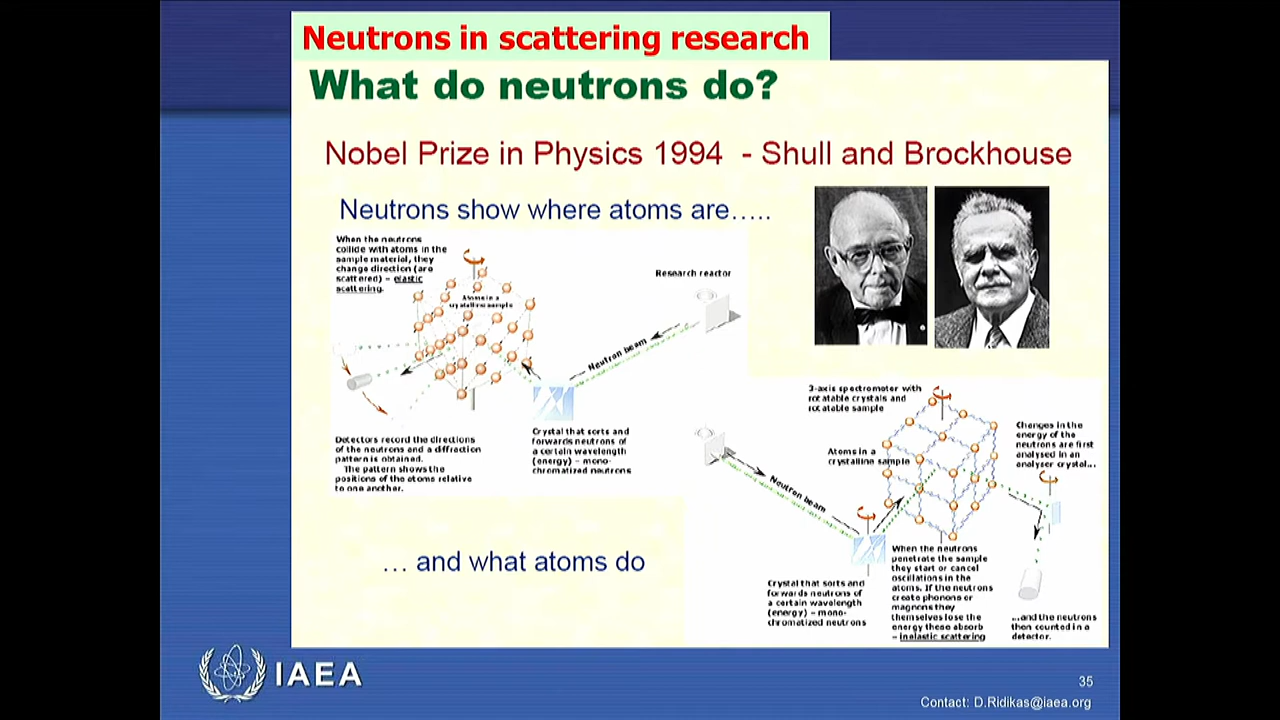 Neutrons in scattering research
What do neutrons do?
Nobel Prize in Physics 1994 - Shull and Brockhouse
Neutrons show where atoms are…..
When the neutrons
collide with atoms in the
sample material, they
change direction (are
scattered) – elastic
scattering.
Atoms in a
crystalline sample
Research reactor
Neutron beam
Detectors record the directions
of the neutrons and a diffraction
pattern is obtained.
The pattern shows the
positions of the atoms relative
to one another.
Crystal that sorts and
forwards neutrons of
a certain wavelength
(energy) – mono-
chromatized neutrons
3-axis spectrometer with
rotatable crystals and
rotatable sample
Atoms in a
crystalline sample
Changes in the
energy of the
neutrons are first
analysed in an
analyser crystal...
Neutron beam
… and what atoms do
Crystal that sorts and
forwards neutrons of
a certain wavelength
(energy) – mono-
chromatized neutrons
When the neutrons
penetrate the sample
they start or cancel
oscillations in the
atoms. If the neutrons
create phonons or
magnons they
themselves lose the
energy these absorb
– inelastic scattering
...and the neutrons
then counted in a
detector.
IAEA
35
Contact: D.Ridikas@iaea.org